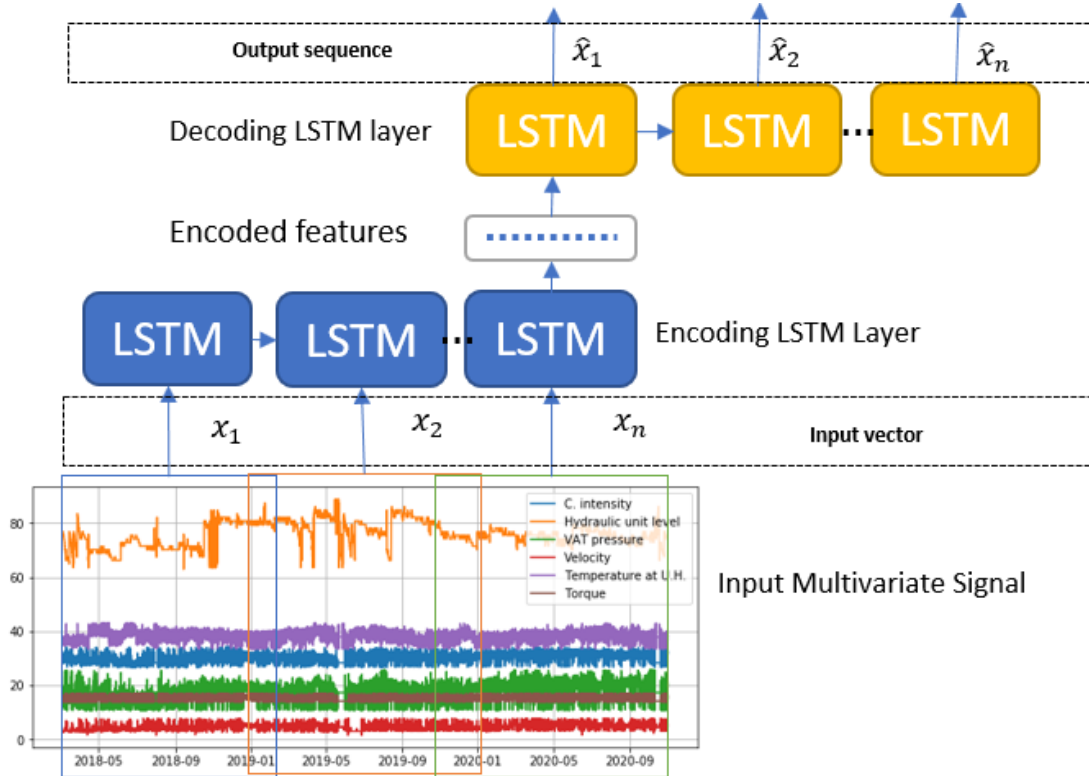 Output sequence
x̂₁
x̂₂
x̂ₙ
Decoding LSTM layer
LSTM
LSTM
...
LSTM
Encoded features
LSTM
LSTM
...
LSTM
Encoding LSTM Layer
x₁
x₂
xₙ
Input vector
C. intensity
Hydraulic unit level
VAT pressure
Velocity
Temperature at U.H.
Torque
Input Multivariate Signal
80
60
40
20
0
2018-05 2018-09 2019-01 2019-05 2019-09 2020-01 2020-05 2020-09